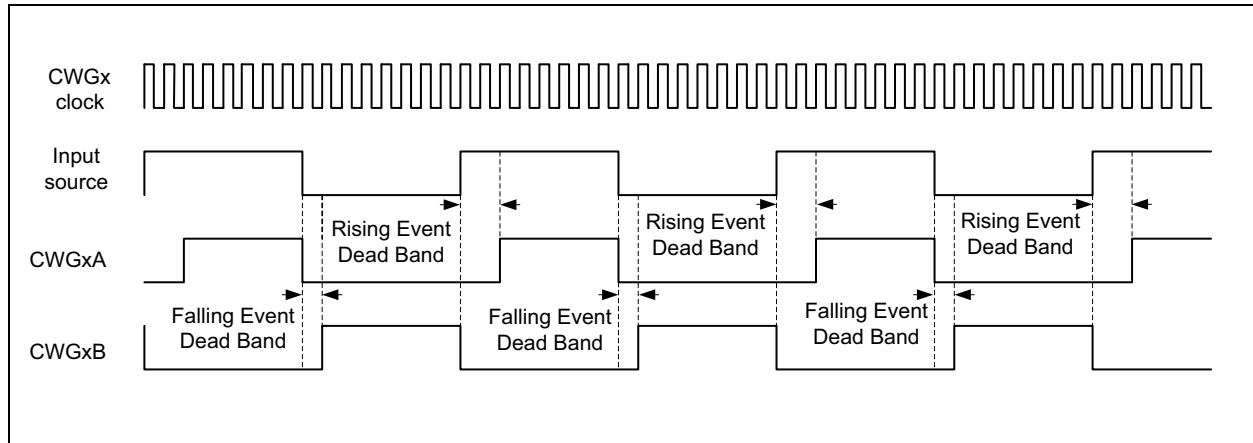 CWGx
clock
Input
source
Rising Event
Dead Band
Rising Event
Dead Band
Rising Event
Dead Band
CWGxA
Falling Event
Dead Band
Falling Event
Dead Band
Falling Event
Dead Band
CWGxB